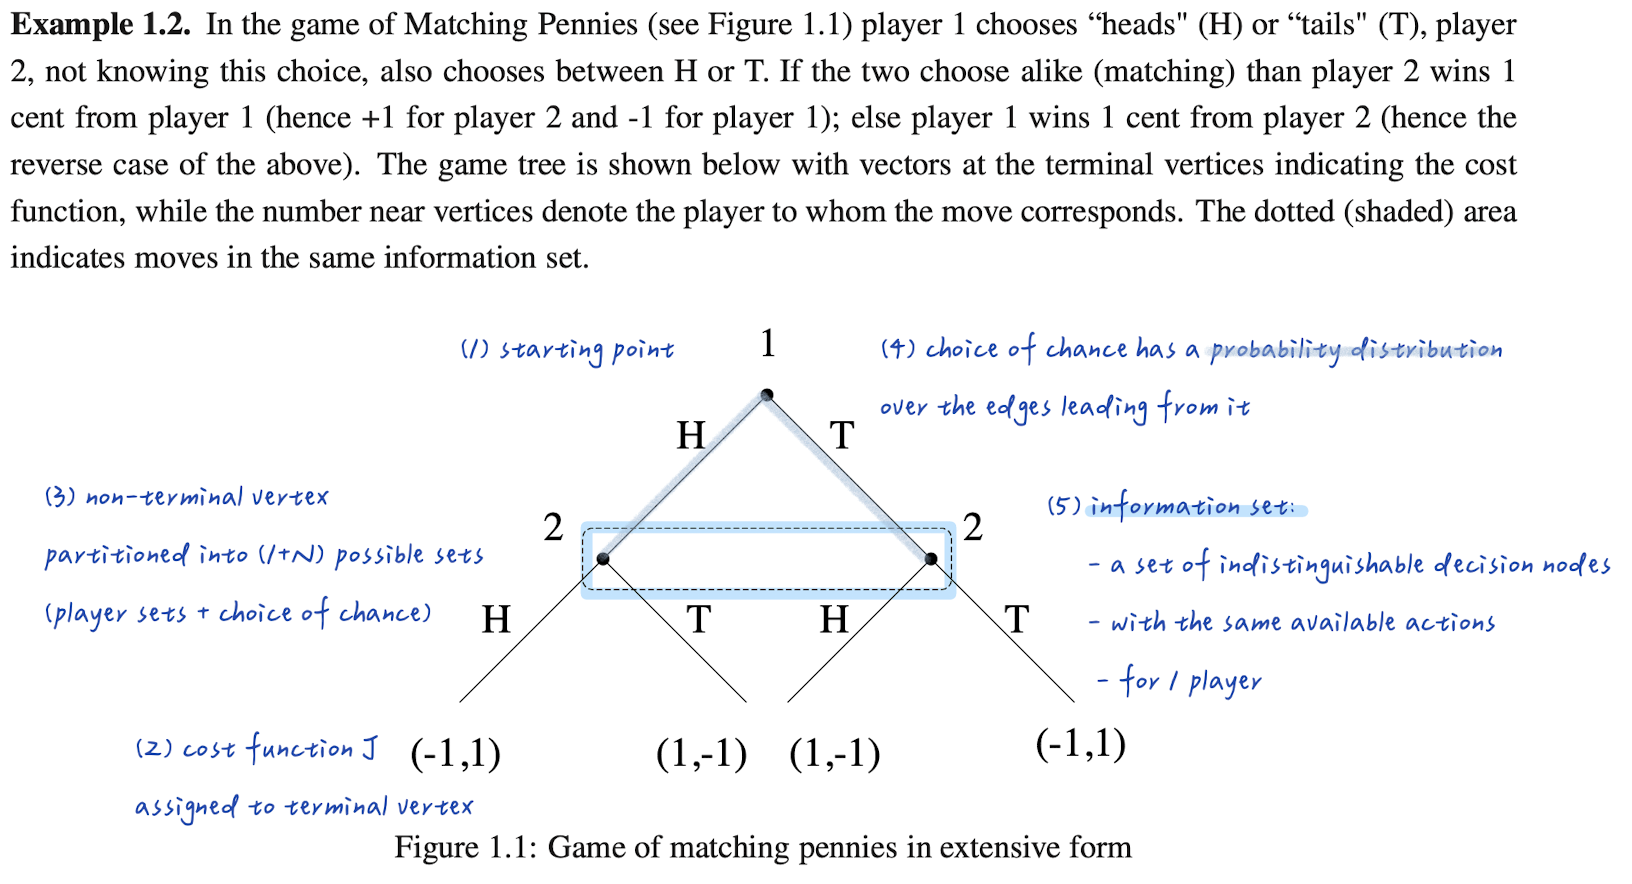 Example 1.2. In the game of Matching Pennies (see Figure 1.1) player 1 chooses “heads" (H) or “tails" (T), player
2, not knowing this choice, also chooses between H or T. If the two choose alike (matching) than player 2 wins 1
cent from player 1 (hence +1 for player 2 and -1 for player 1); else player 1 wins 1 cent from player 2 (hence the
reverse case of the above). The game tree is shown below with vectors at the terminal vertices indicating the cost
function, while the number near vertices denote the player to whom the move corresponds. The dotted (shaded) area
indicates moves in the same information set.
(1) starting point
1
(4) choice of chance has a probability distribution
over the edges leading from it
H
T
(3) non-terminal vertex
partitioned into (1+N) possible sets
(player sets + choice of chance)
2
2
(5) information set:
- a set of indistinguishable decision nodes
- with the same available actions
- for 1 player
H
T
H
T
(2) cost function J
assigned to terminal vertex
(-1,1)
(1,-1)
(1,-1)
(-1,1)
Figure 1.1: Game of matching pennies in extensive form